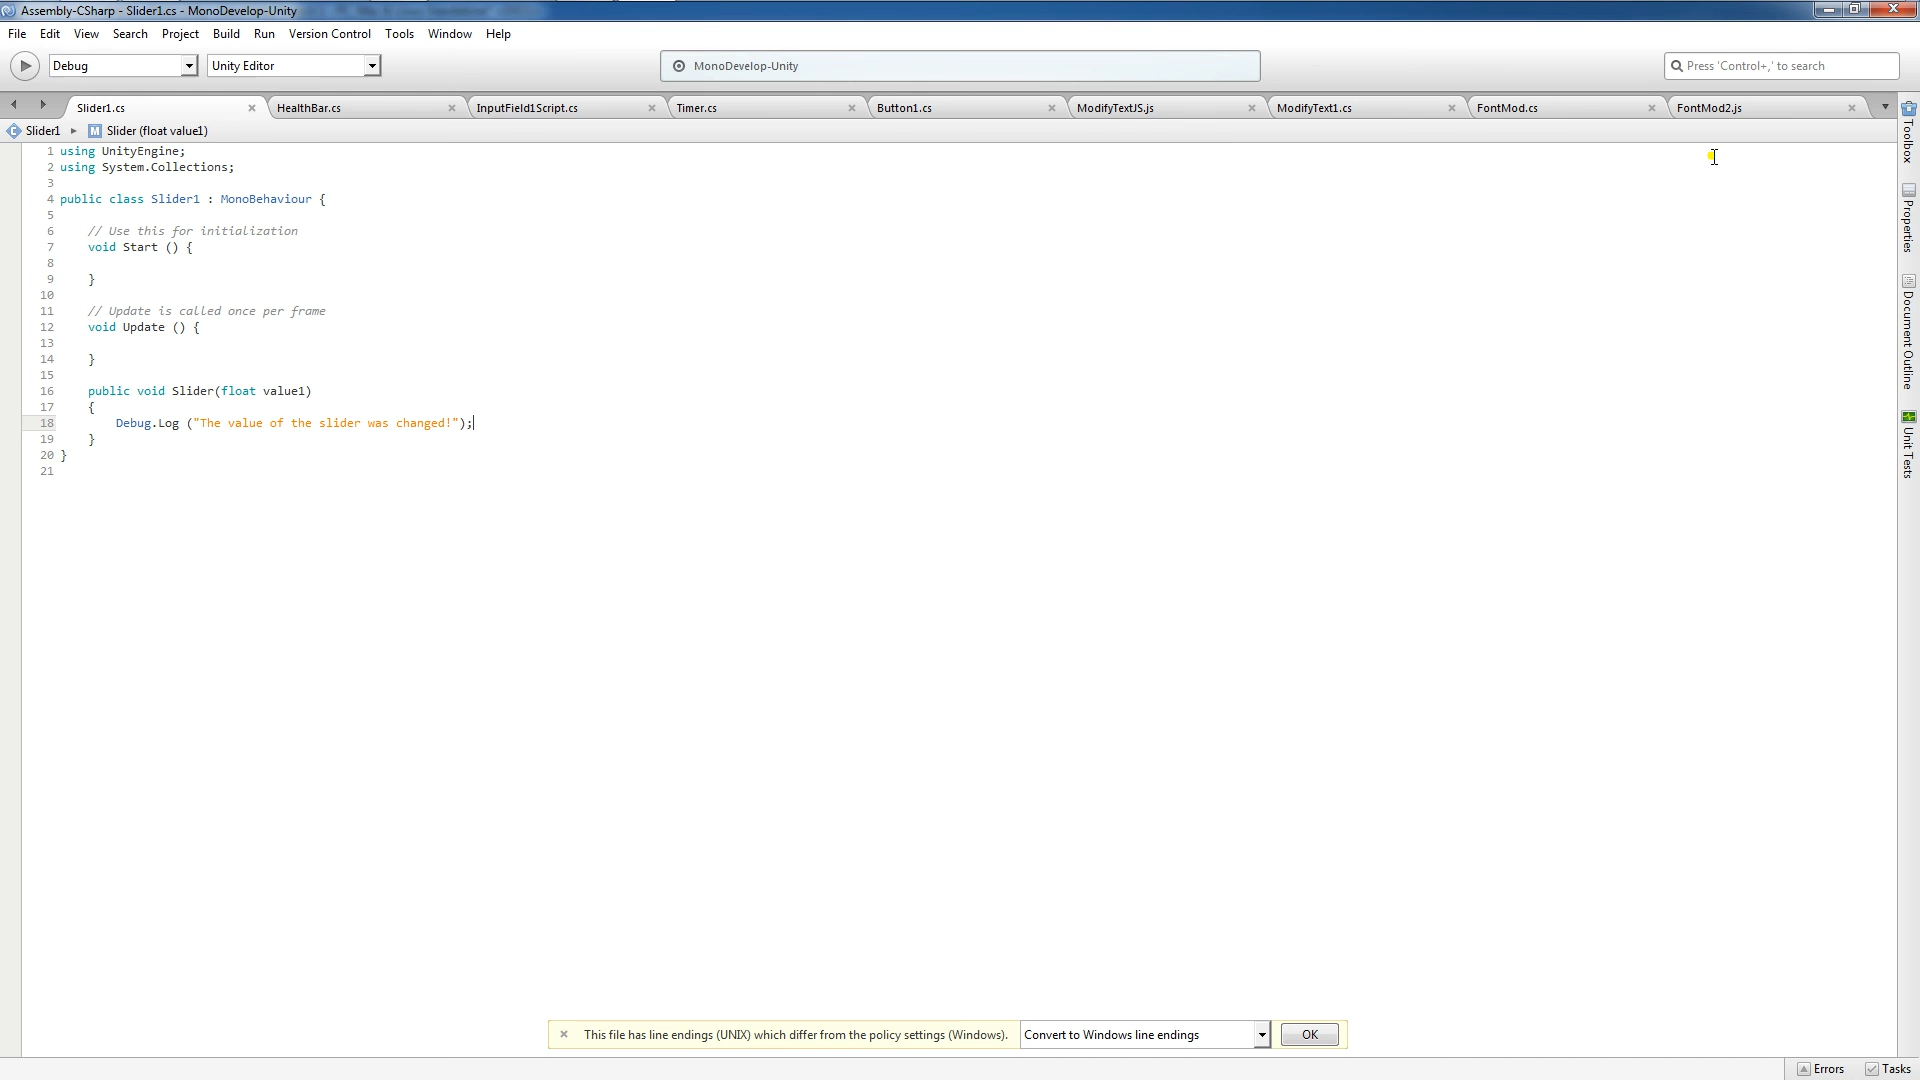 Assembly-CSharp - Slider1.cs - MonoDevelop-Unity
File Edit View Search Project Build Run Version Control Tools Window Help
Debug Unity Editor MonoDevelop-Unity Press 'Control+,' to search
Slider1.cs HealthBar.cs InputField1Script.cs Timer.cs Button1.cs ModifyTextJS.js ModifyText1.cs FontMod.cs FontMod2.js
Slider1 Slider (float value1)
1 using UnityEngine;
2 using System.Collections;
3
4 public class Slider1 : MonoBehaviour {
5
6 // Use this for initialization
7 void Start () {
8
9 }
10
11 // Update is called once per frame
12 void Update () {
13
14 }
15
16 public void Slider(float value1)
17 {
18 Debug.Log ("The value of the slider was changed!");
19 }
20 }
21
Toolbox
Properties
Document Outline
Unit Tests
This file has line endings (UNIX) which differ from the policy settings (Windows). Convert to Windows line endings OK
Errors Tasks